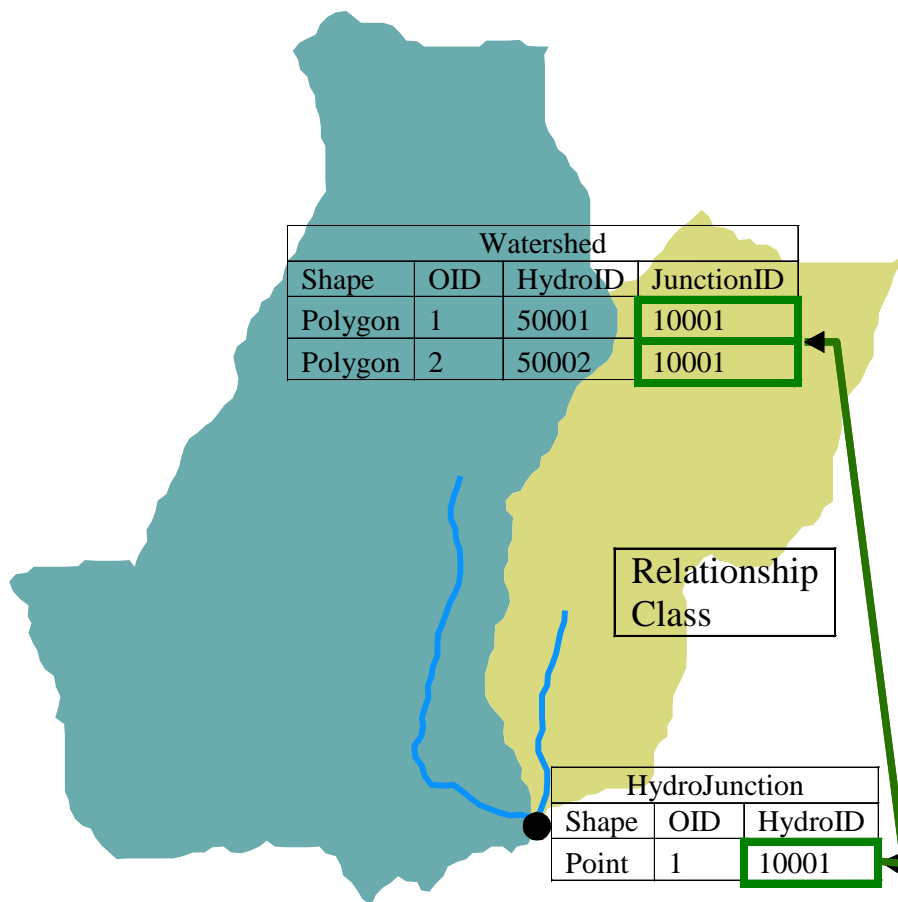 Watershed
Shape OID HydroID JunctionID
Polygon 1 50001 10001
Polygon 2 50002 10001
Relationship
Class
HydroJunction
Shape OID HydroID
Point 1 10001